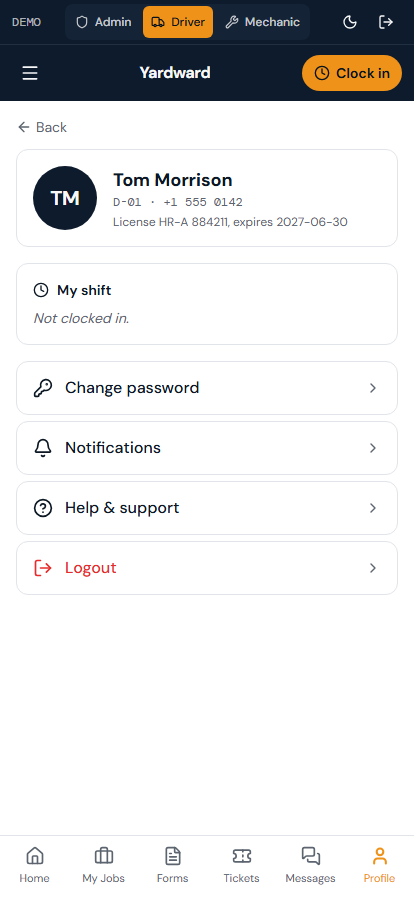 DEMO Admin Driver Mechanic
Yardward Clock in
Back
TM
Tom Morrison
D-01 · +1 555 0142
License HR-A 884211, expires 2027-06-30
My shift
Not clocked in.
Change password
Notifications
Help & support
Logout
Home My Jobs Forms Tickets Messages Profile